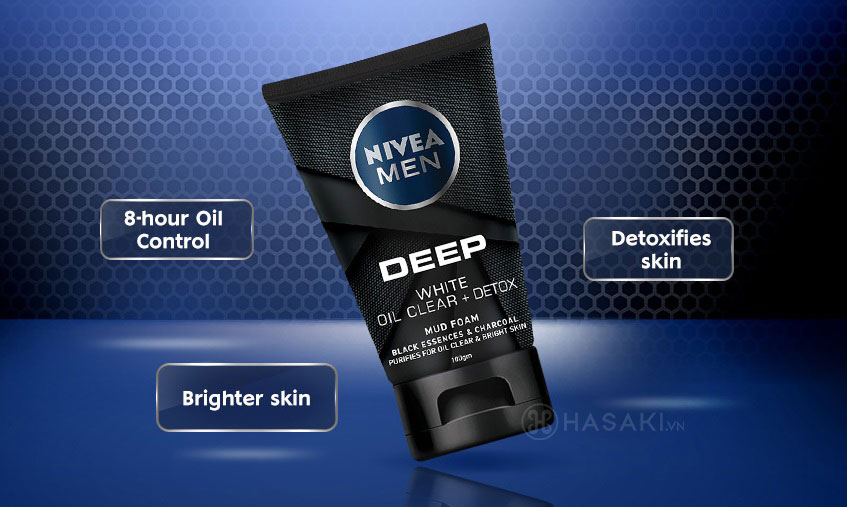 NIVEA
MEN
DEEP
WHITE
OIL CLEAR + DETOX
MUD FOAM
BLACK ESSENCES & CHARCOAL
PURIFIES FOR OIL CLEAR & BRIGHT SKIN
100gm
8-hour Oil
Control
Detoxifies
skin
Brighter skin
HASAKI.VN